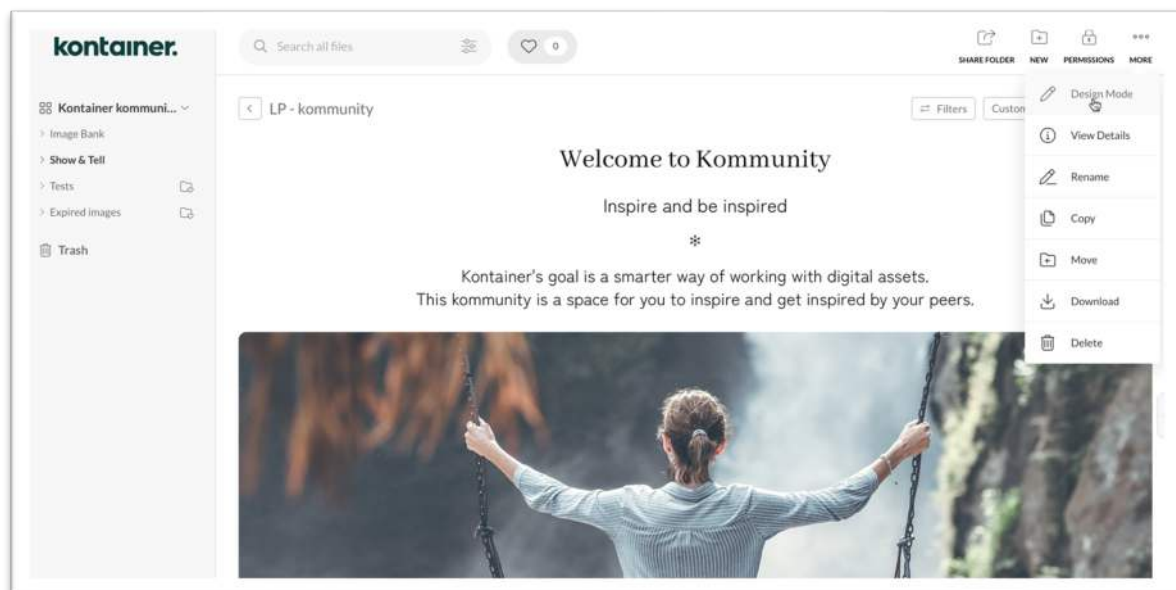 kontainer.
Search all files
0
SHARE FOLDER
NEW
PERMISSIONS
MORE
Kontainer kommuni...
Image Bank
Show & Tell
Tests
Expired images
Trash
LP - kommunity
Filters
Custom
Design Mode
View Details
Rename
Copy
Move
Download
Delete
Welcome to Kommunity
Inspire and be inspired
*
Kontainer's goal is a smarter way of working with digital assets.
This kommunity is a space for you to inspire and get inspired by your peers.